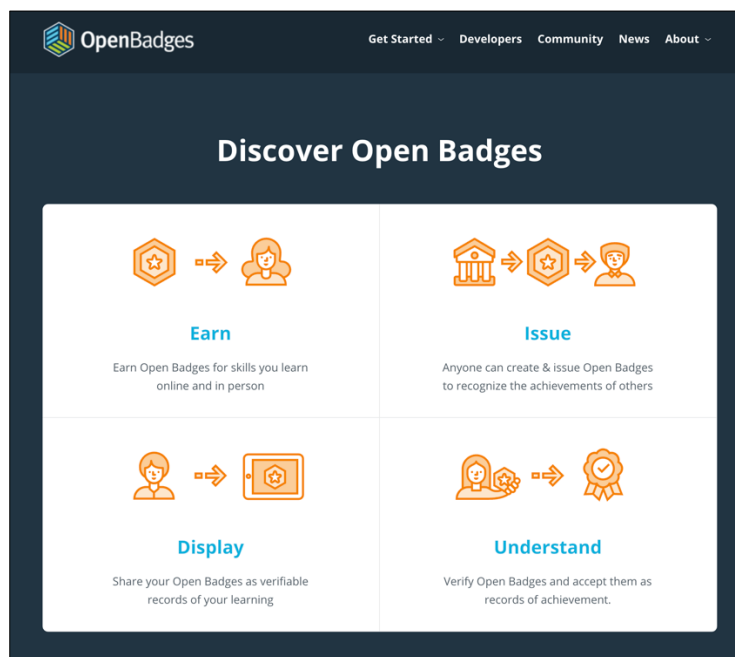 OpenBadges
Get Started Developers Community News About
Discover Open Badges
Earn
Earn Open Badges for skills you learn
online and in person
Issue
Anyone can create & issue Open Badges
to recognize the achievements of others
Display
Share your Open Badges as verifiable
records of your learning
Understand
Verify Open Badges and accept them as
records of achievement.